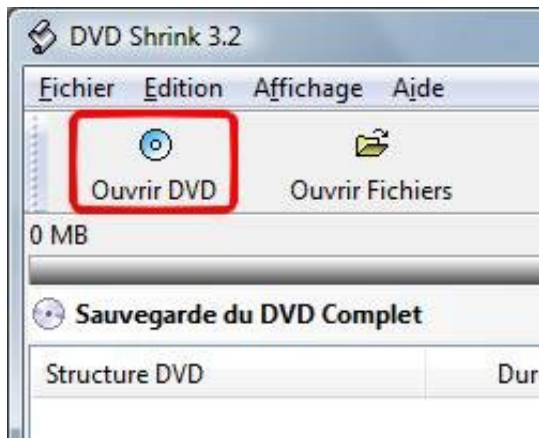 DVD Shrink 3.2
Fichier Edition Affichage Aide
Ouvrir DVD Ouvrir Fichiers
0 MB
Sauvegarde du DVD Complet
Structure DVD Dur